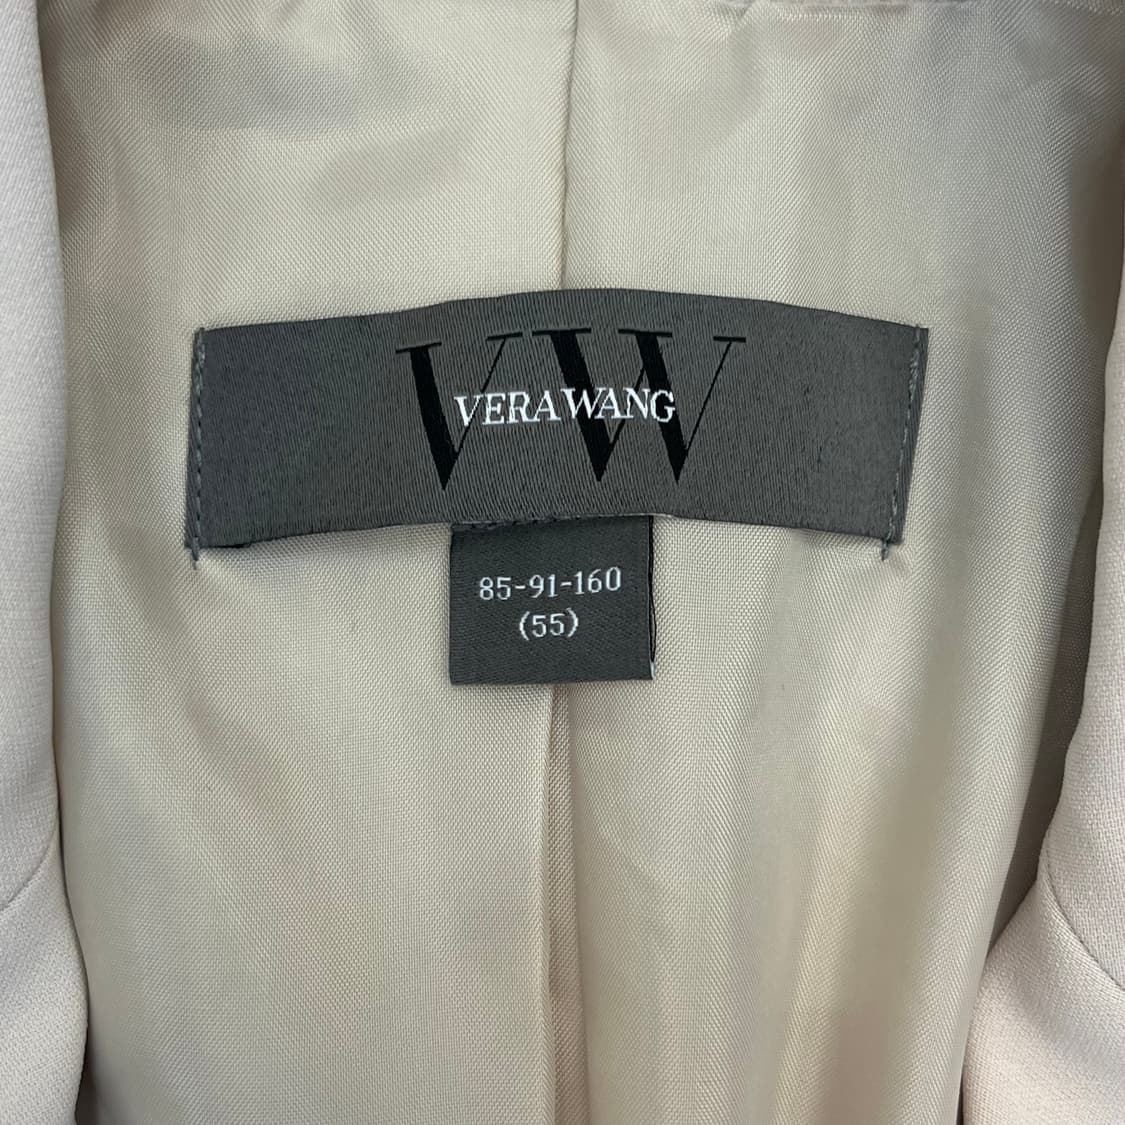 VW
VERA WANG
85-91-160
(55)